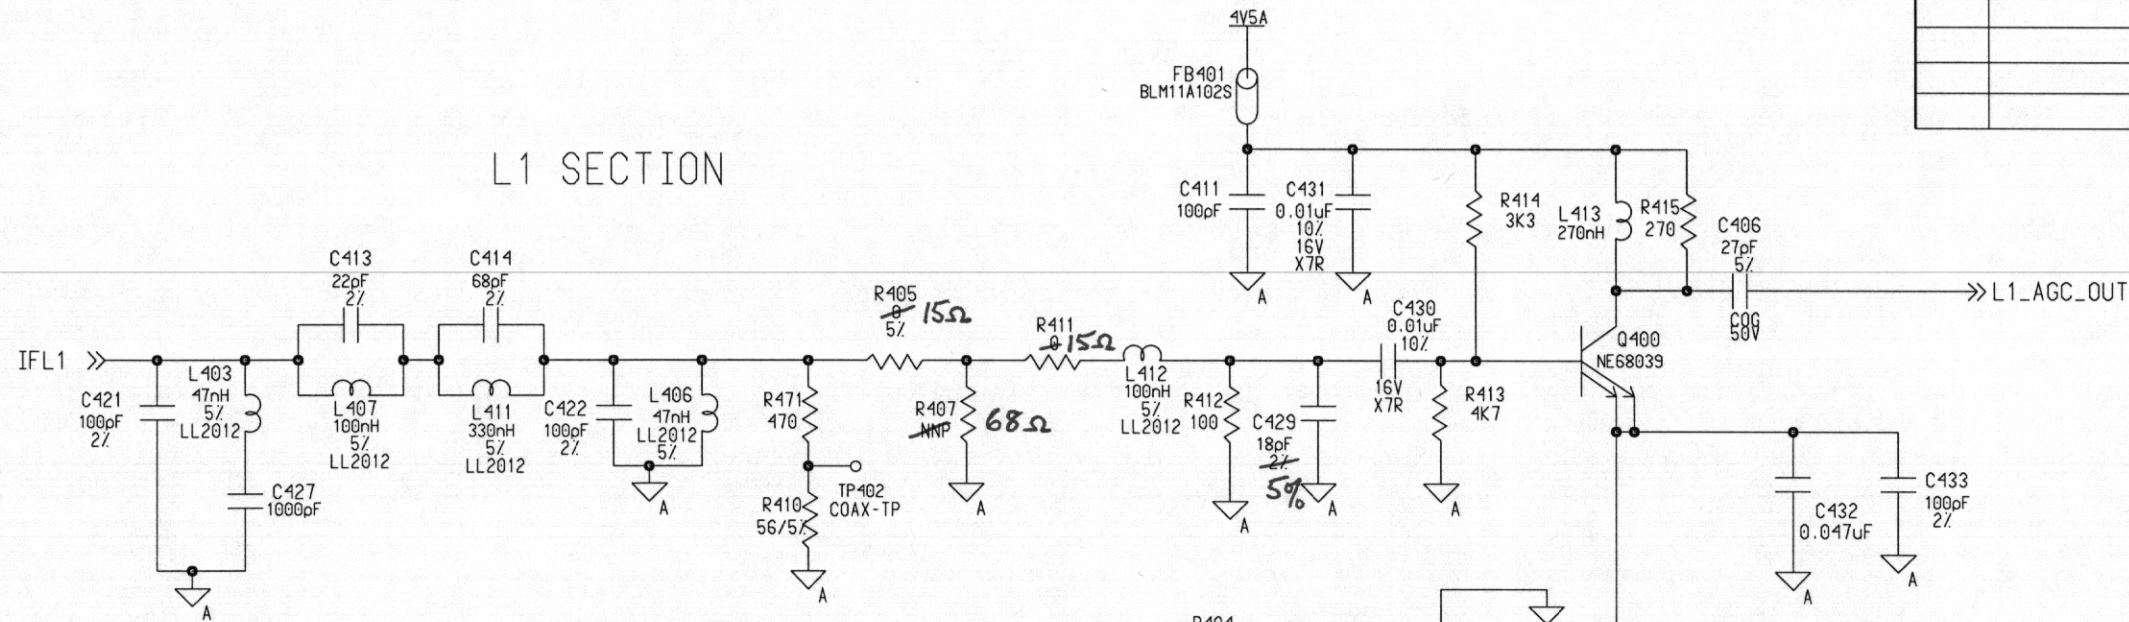 4V5A
FB401
BLM11A102S
L1 SECTION
C411
100pF
A
C431
0.01uF
10%
16V
X7R
A
R414
3K3
L413
270nH
R415
270
C406
27pF
5%
COG
50V
L1_AGC_OUT
C413
22pF
2%
C414
68pF
2%
R405
0 15Ω
5%
R411
0 15Ω
C430
0.01uF
10%
16V
X7R
Q400
NE68039
IFL1
C421
100pF
2%
L403
47nH
5%
LL2012
C427
1000pF
A
L407
100nH
5%
LL2012
L411
330nH
5%
LL2012
C422
100pF
2%
L406
47nH
LL2012
5%
A
R471
470
TP402
COAX-TP
R410
56/5%
A
R407
NNP
68Ω
A
L412
100nH
5%
LL2012
R412
100
A
C429
18pF
2%
5%
A
R413
4K7
A
C432
0.047uF
A
C433
100pF
2%
A
R404